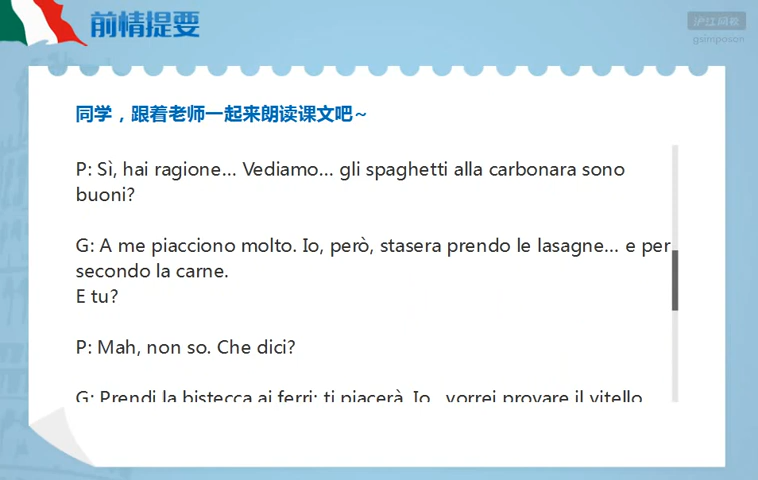 前情提要
沪江网校
gsimposon
同学，跟着老师一起来朗读课文吧～
P: Sì, hai ragione... Vediamo... gli spaghetti alla carbonara sono
buoni?
G: A me piacciono molto. Io, però, stasera prendo le lasagne... e per
secondo la carne.
E tu?
P: Mah, non so. Che dici?
G: Prendi la bistecca ai ferri: ti piacerà. Io.. vorrei provare il vitello